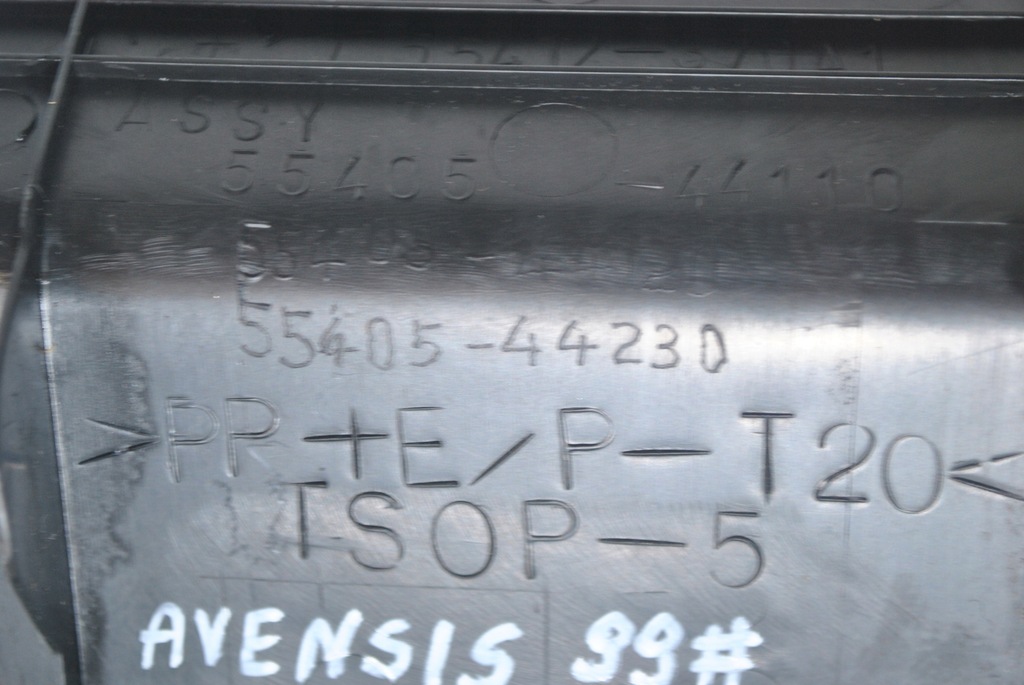 ASSY
55405 -44110
55405-44230
>PP+E/P-T20<
TSOP-5
AVENSIS 99#